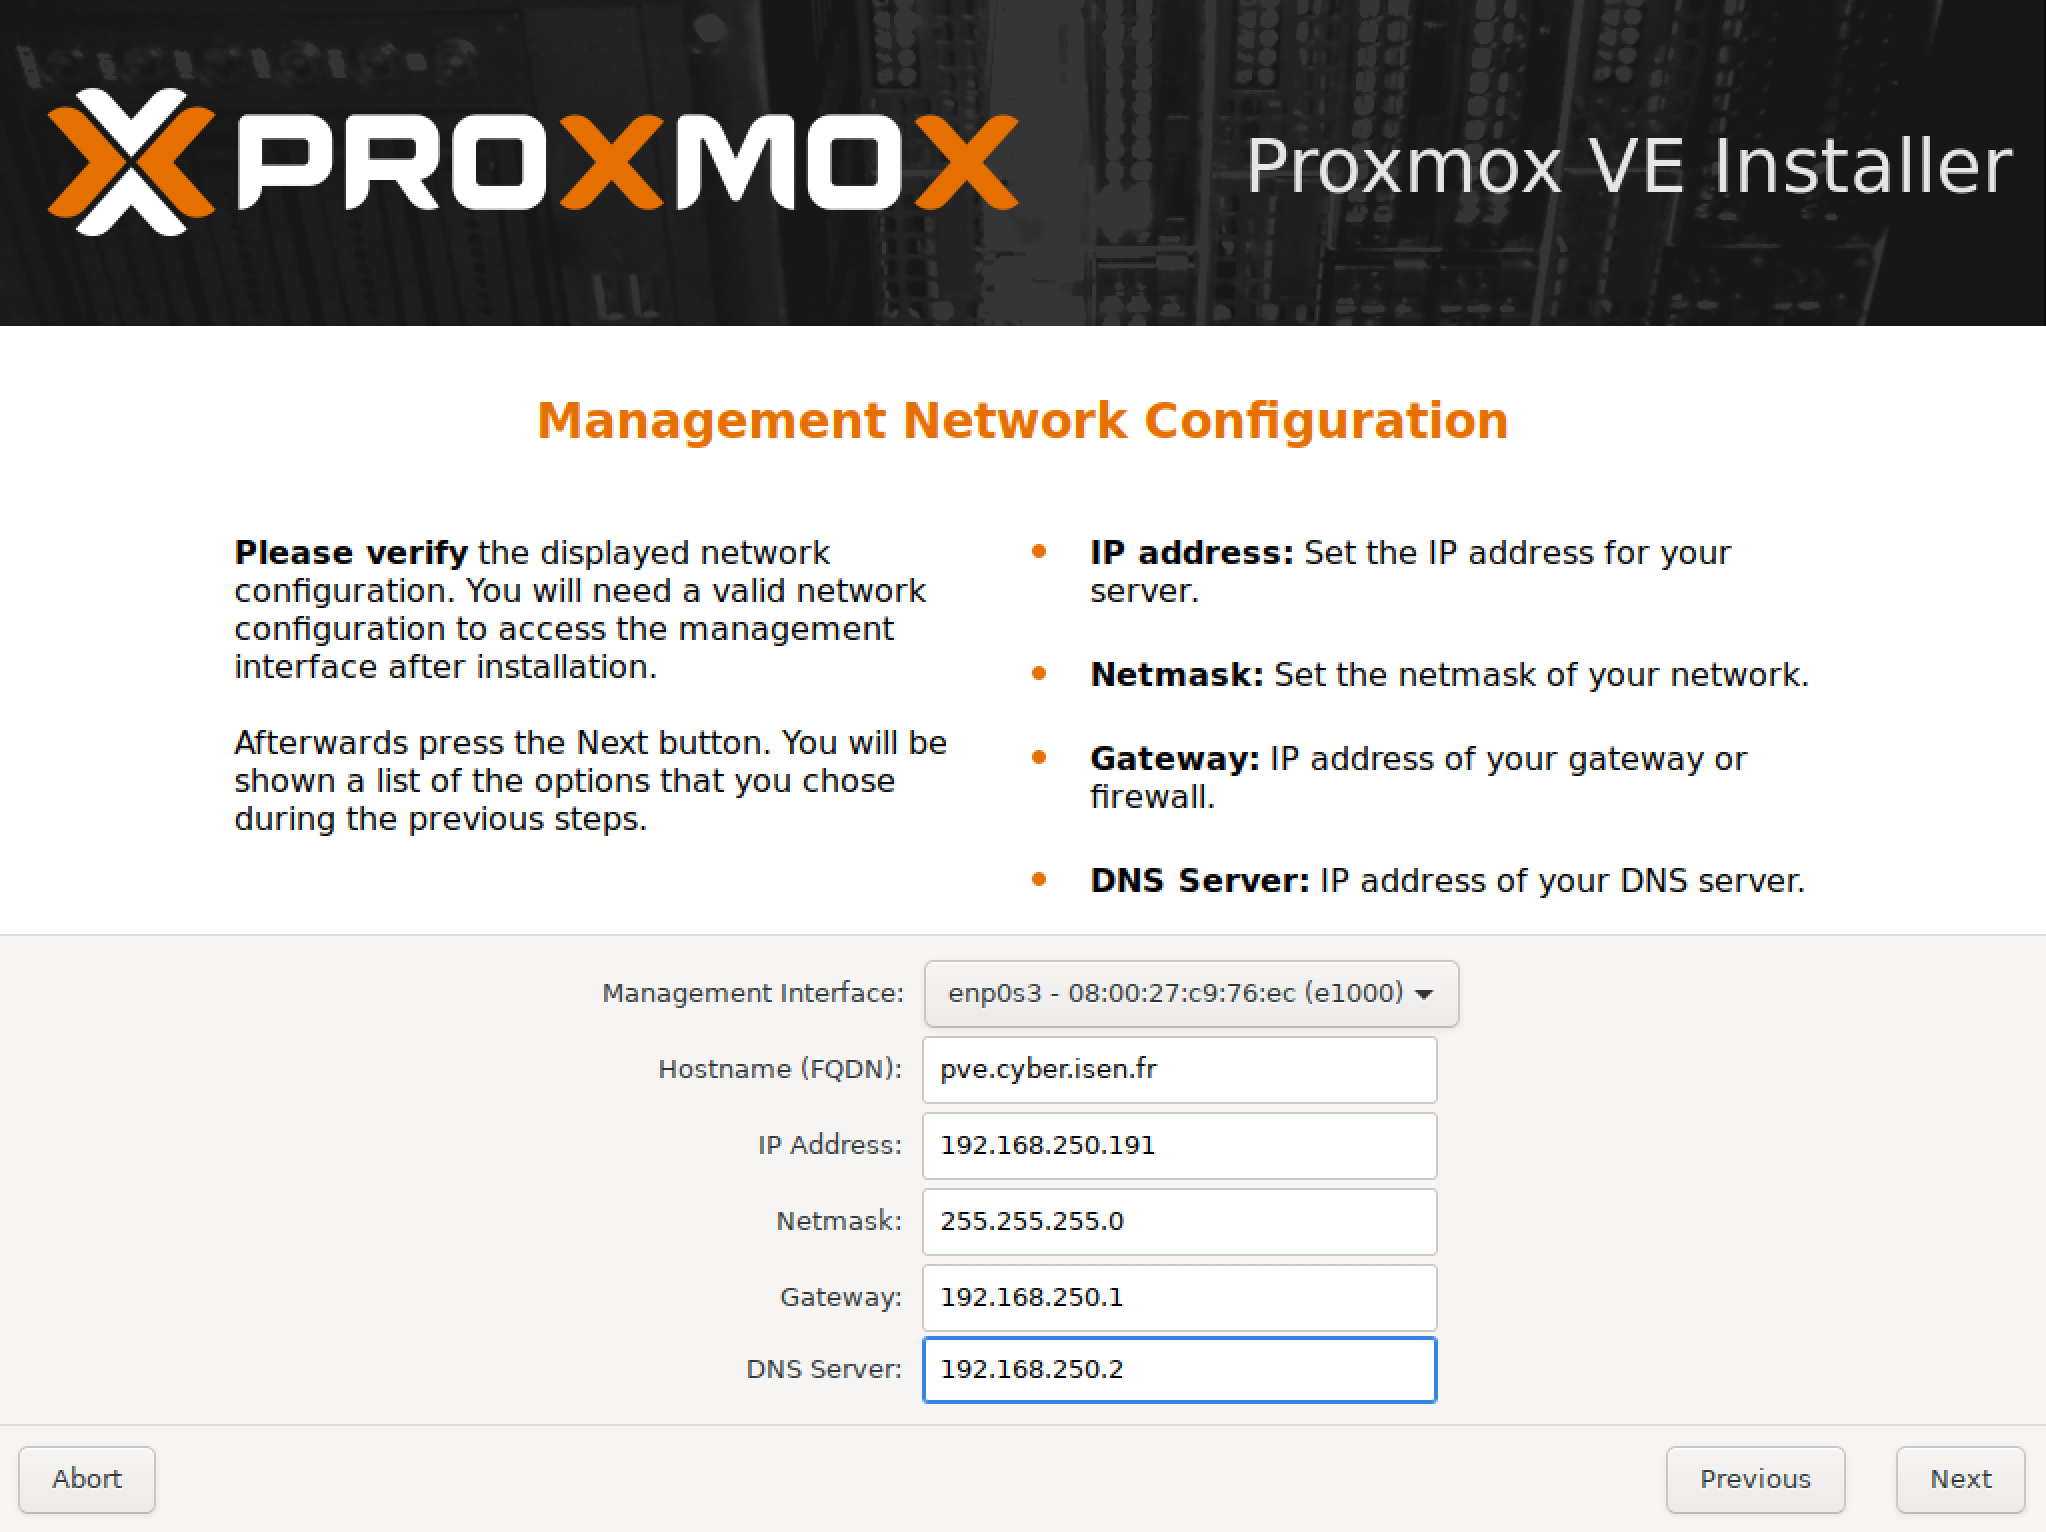 PROXMOX
Proxmox VE Installer
Management Network Configuration
Please verify the displayed network
configuration. You will need a valid network
configuration to access the management
interface after installation.
Afterwards press the Next button. You will be
shown a list of the options that you chose
during the previous steps.
IP address: Set the IP address for your
server.
Netmask: Set the netmask of your network.
Gateway: IP address of your gateway or
firewall.
DNS Server: IP address of your DNS server.
Management Interface: enp0s3 - 08:00:27:c9:76:ec (e1000)
Hostname (FQDN): pve.cyber.isen.fr
IP Address: 192.168.250.191
Netmask: 255.255.255.0
Gateway: 192.168.250.1
DNS Server: 192.168.250.2
Abort Previous Next